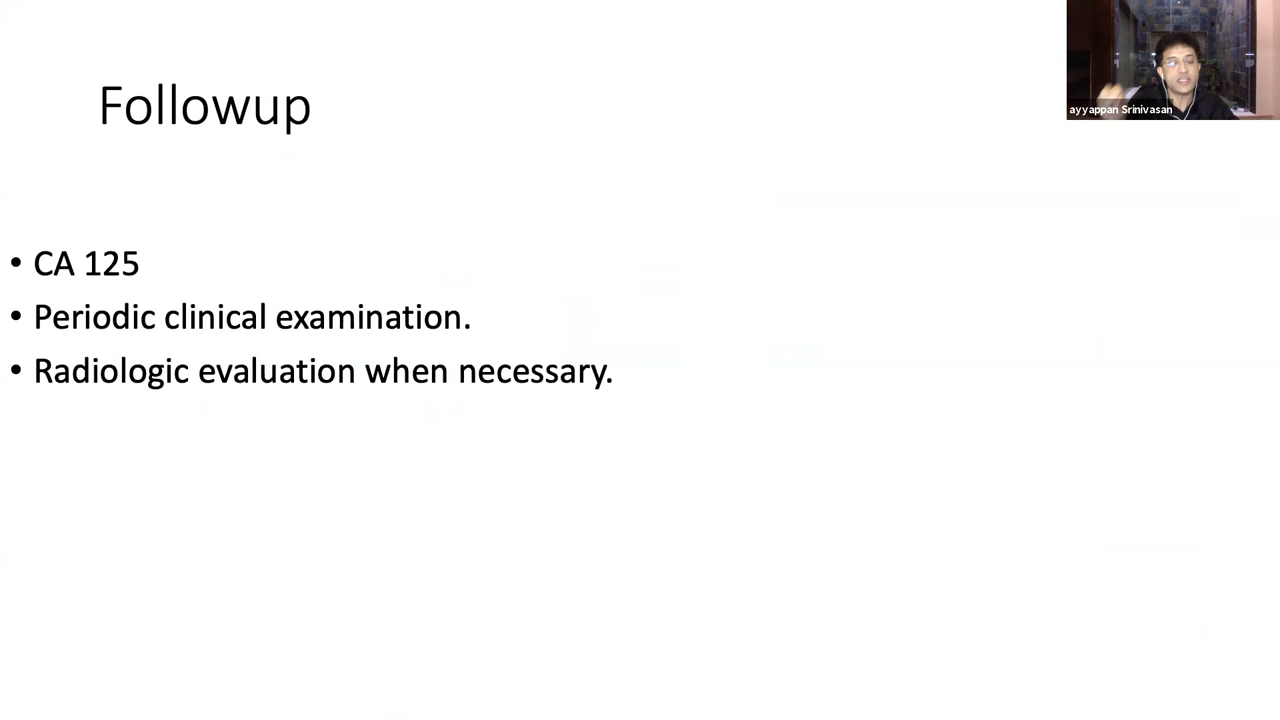 ayyappan Srinivasan
Followup
• CA 125
• Periodic clinical examination.
• Radiologic evaluation when necessary.